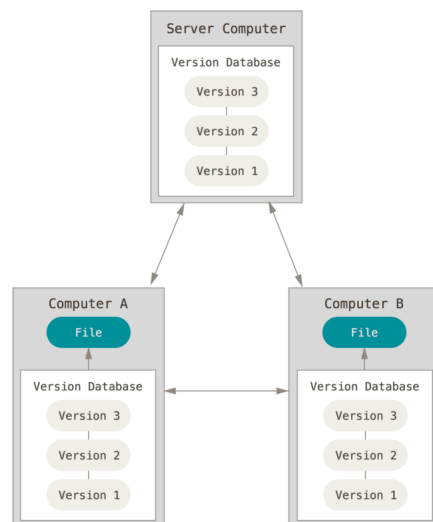 Server Computer
Version Database
Version 3
Version 2
Version 1
Computer A
File
Version Database
Version 3
Version 2
Version 1
Computer B
File
Version Database
Version 3
Version 2
Version 1